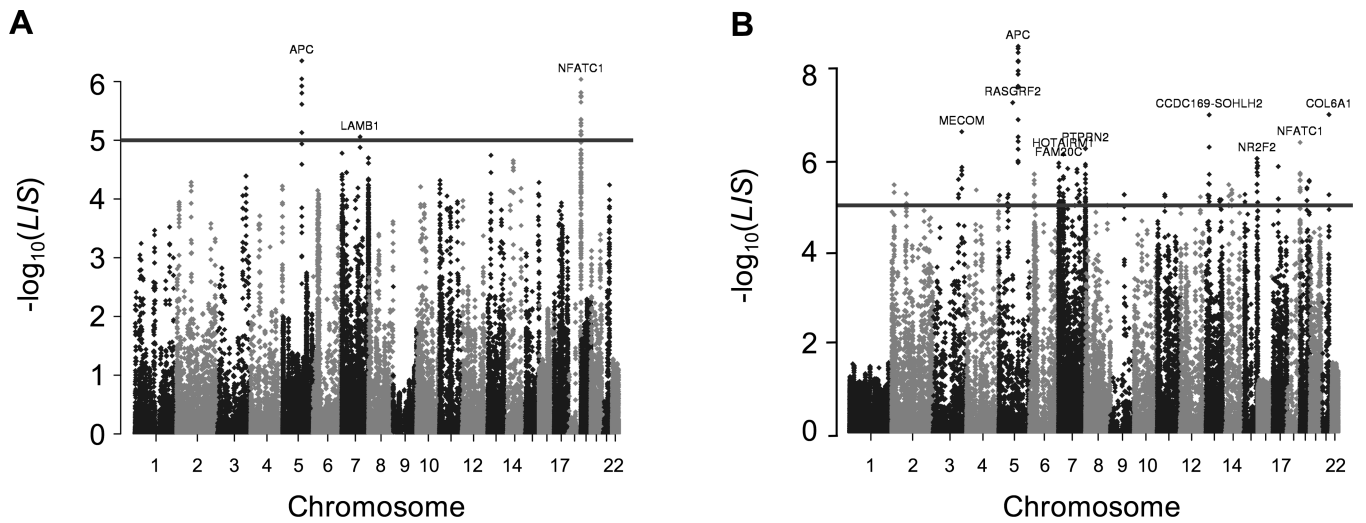 A
APC
NFATC1
LAMB1
6
5
4
3
2
1
0
-log10(LIS)
1 2 3 4 5 6 7 8 9 10 12 14 17 22
Chromosome
B
APC
RASGRF2
CCDC169-SOHLH2
COL6A1
MECOM
NFATC1
PTPRN2
HOTAIRM1
FAM20C
NR2F2
8
6
4
2
0
-log10(LIS)
1 2 3 4 5 6 7 8 9 10 12 14 17 22
Chromosome